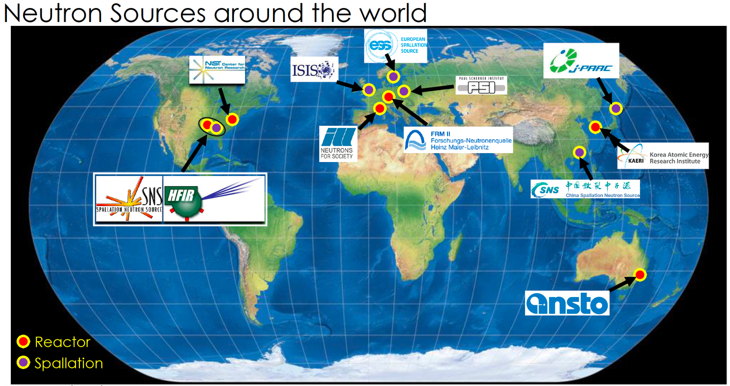 Neutron Sources around the world
NIST Center for
Neutron Research
ISIS
ess
EUROPEAN
SPALLATION
SOURCE
PAUL SCHERRER INSTITUT
PSI
J-PARC
NEUTRONS
FOR SOCIETY
FRM II
Forschungs-Neutronenquelle
Heinz Maier-Leibnitz
KAERI
Korea Atomic Energy
Research Institute
SNS
SPALLATION NEUTRON SOURCE
HFIR
CSNS 中国散裂中子源
China Spallation Neutron Source
ansto
Reactor
Spallation